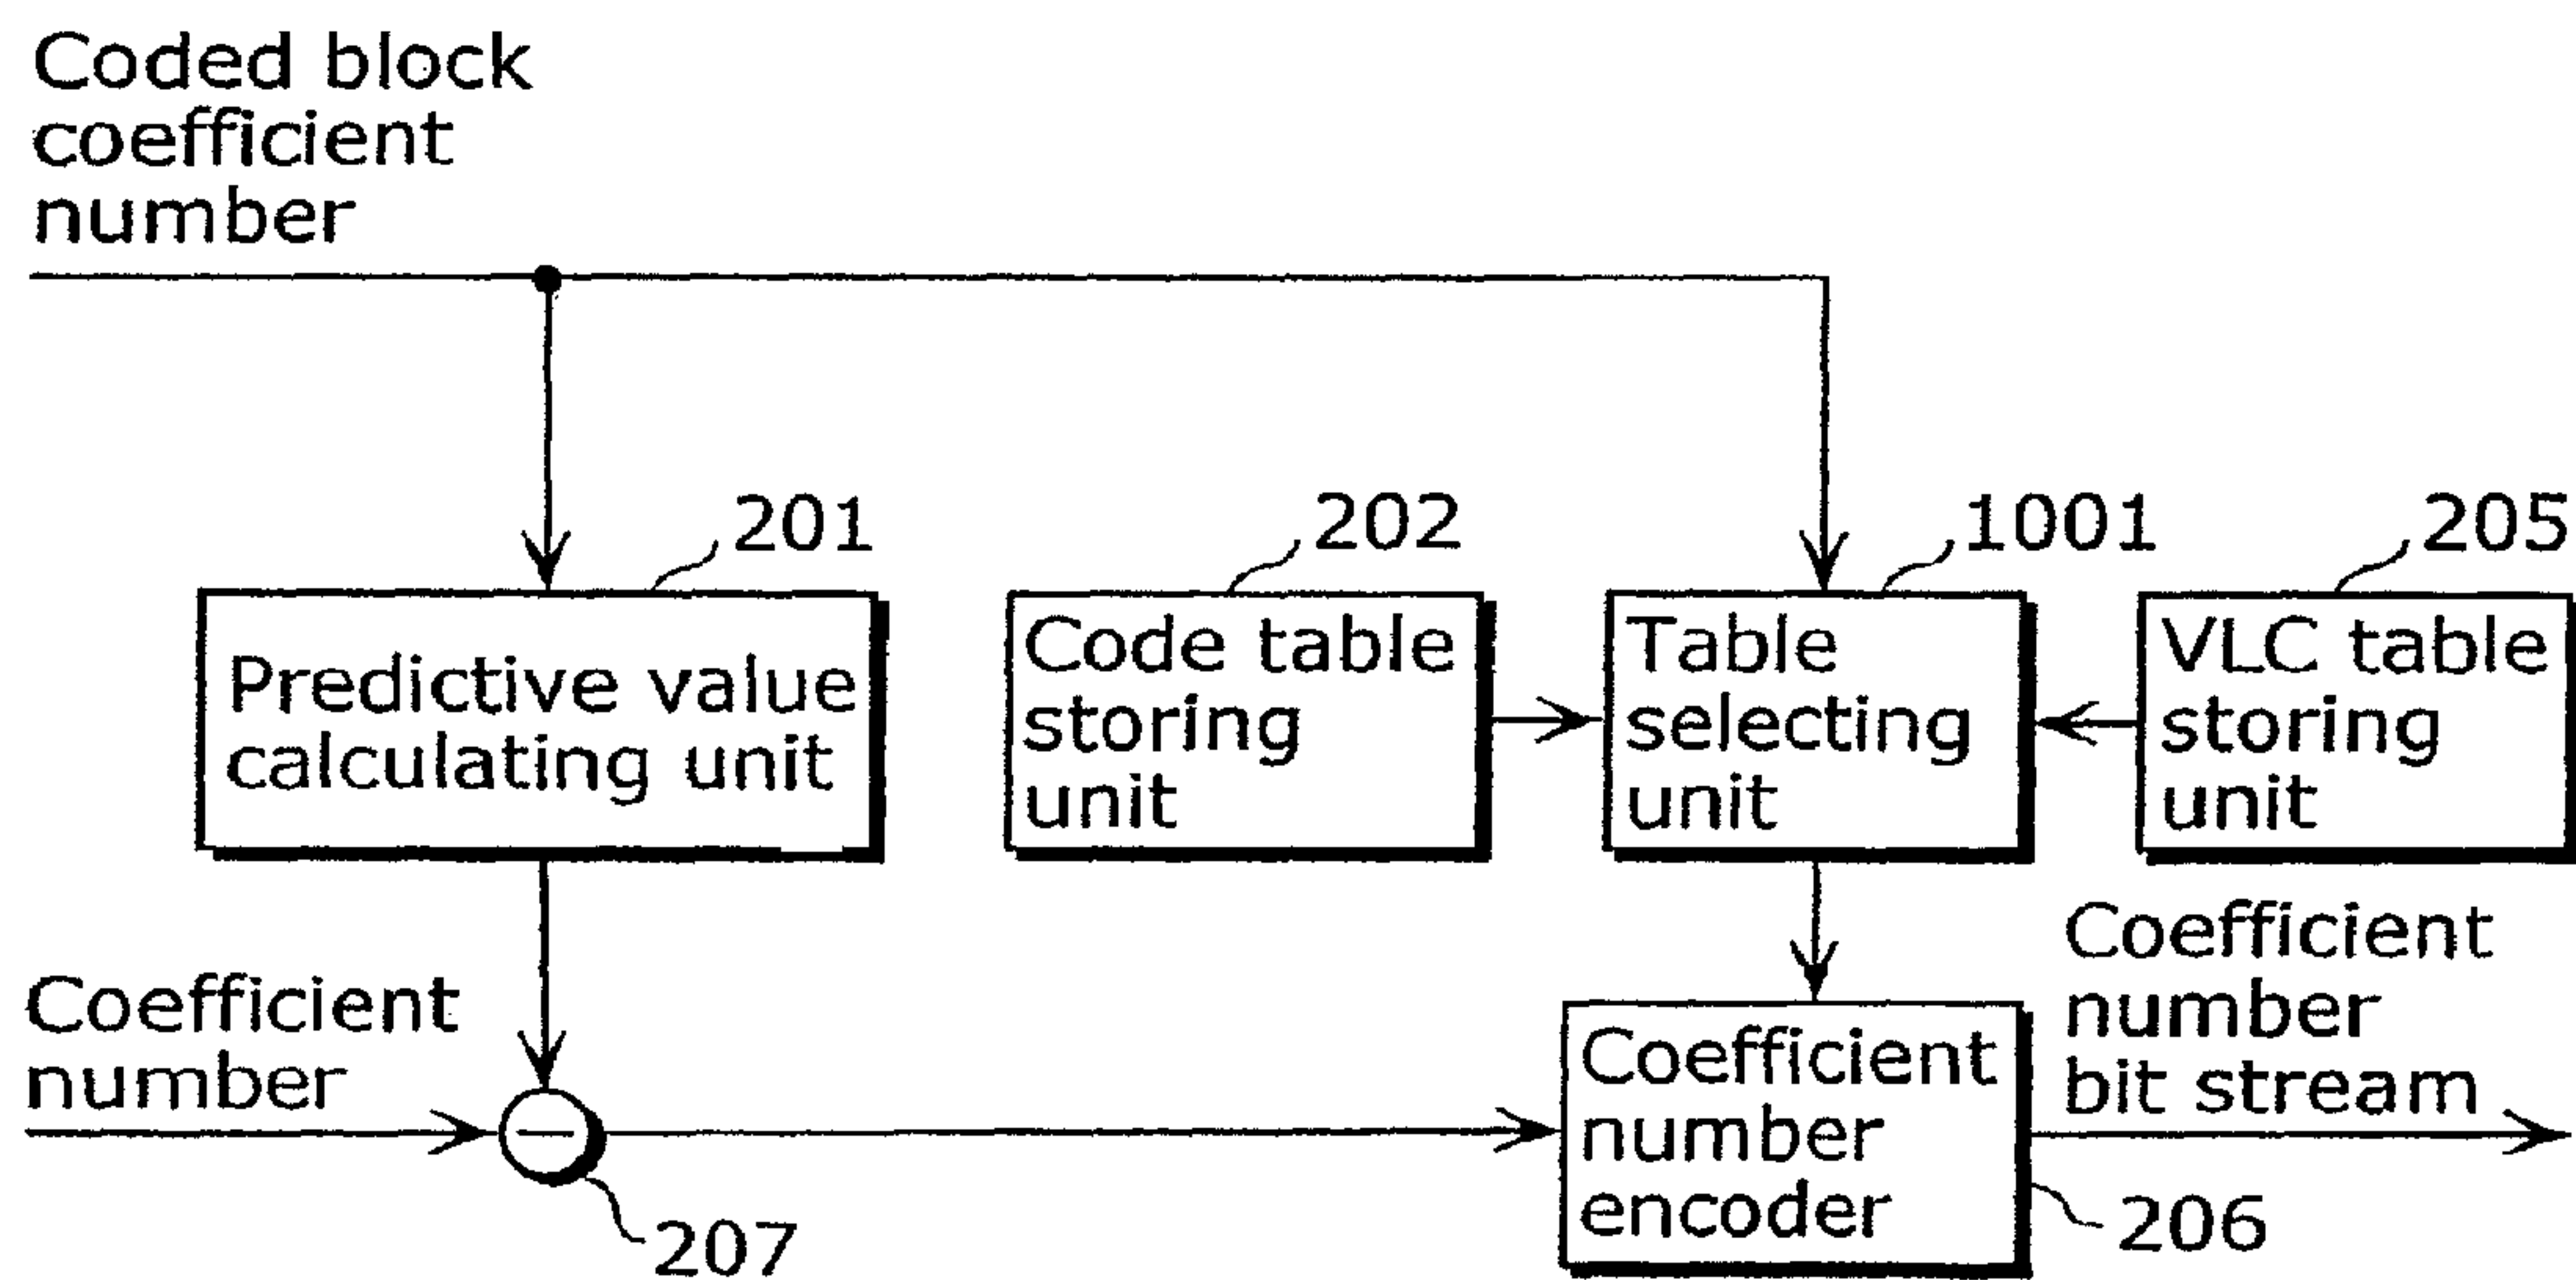 Coded block
coefficient
number
201
202
1001
205
Predictive value
calculating unit
Code table
storing
unit
Table
selecting
unit
VLC table
storing
unit
Coefficient
number
207
Coefficient
number
encoder
206
Coefficient
number
bit stream